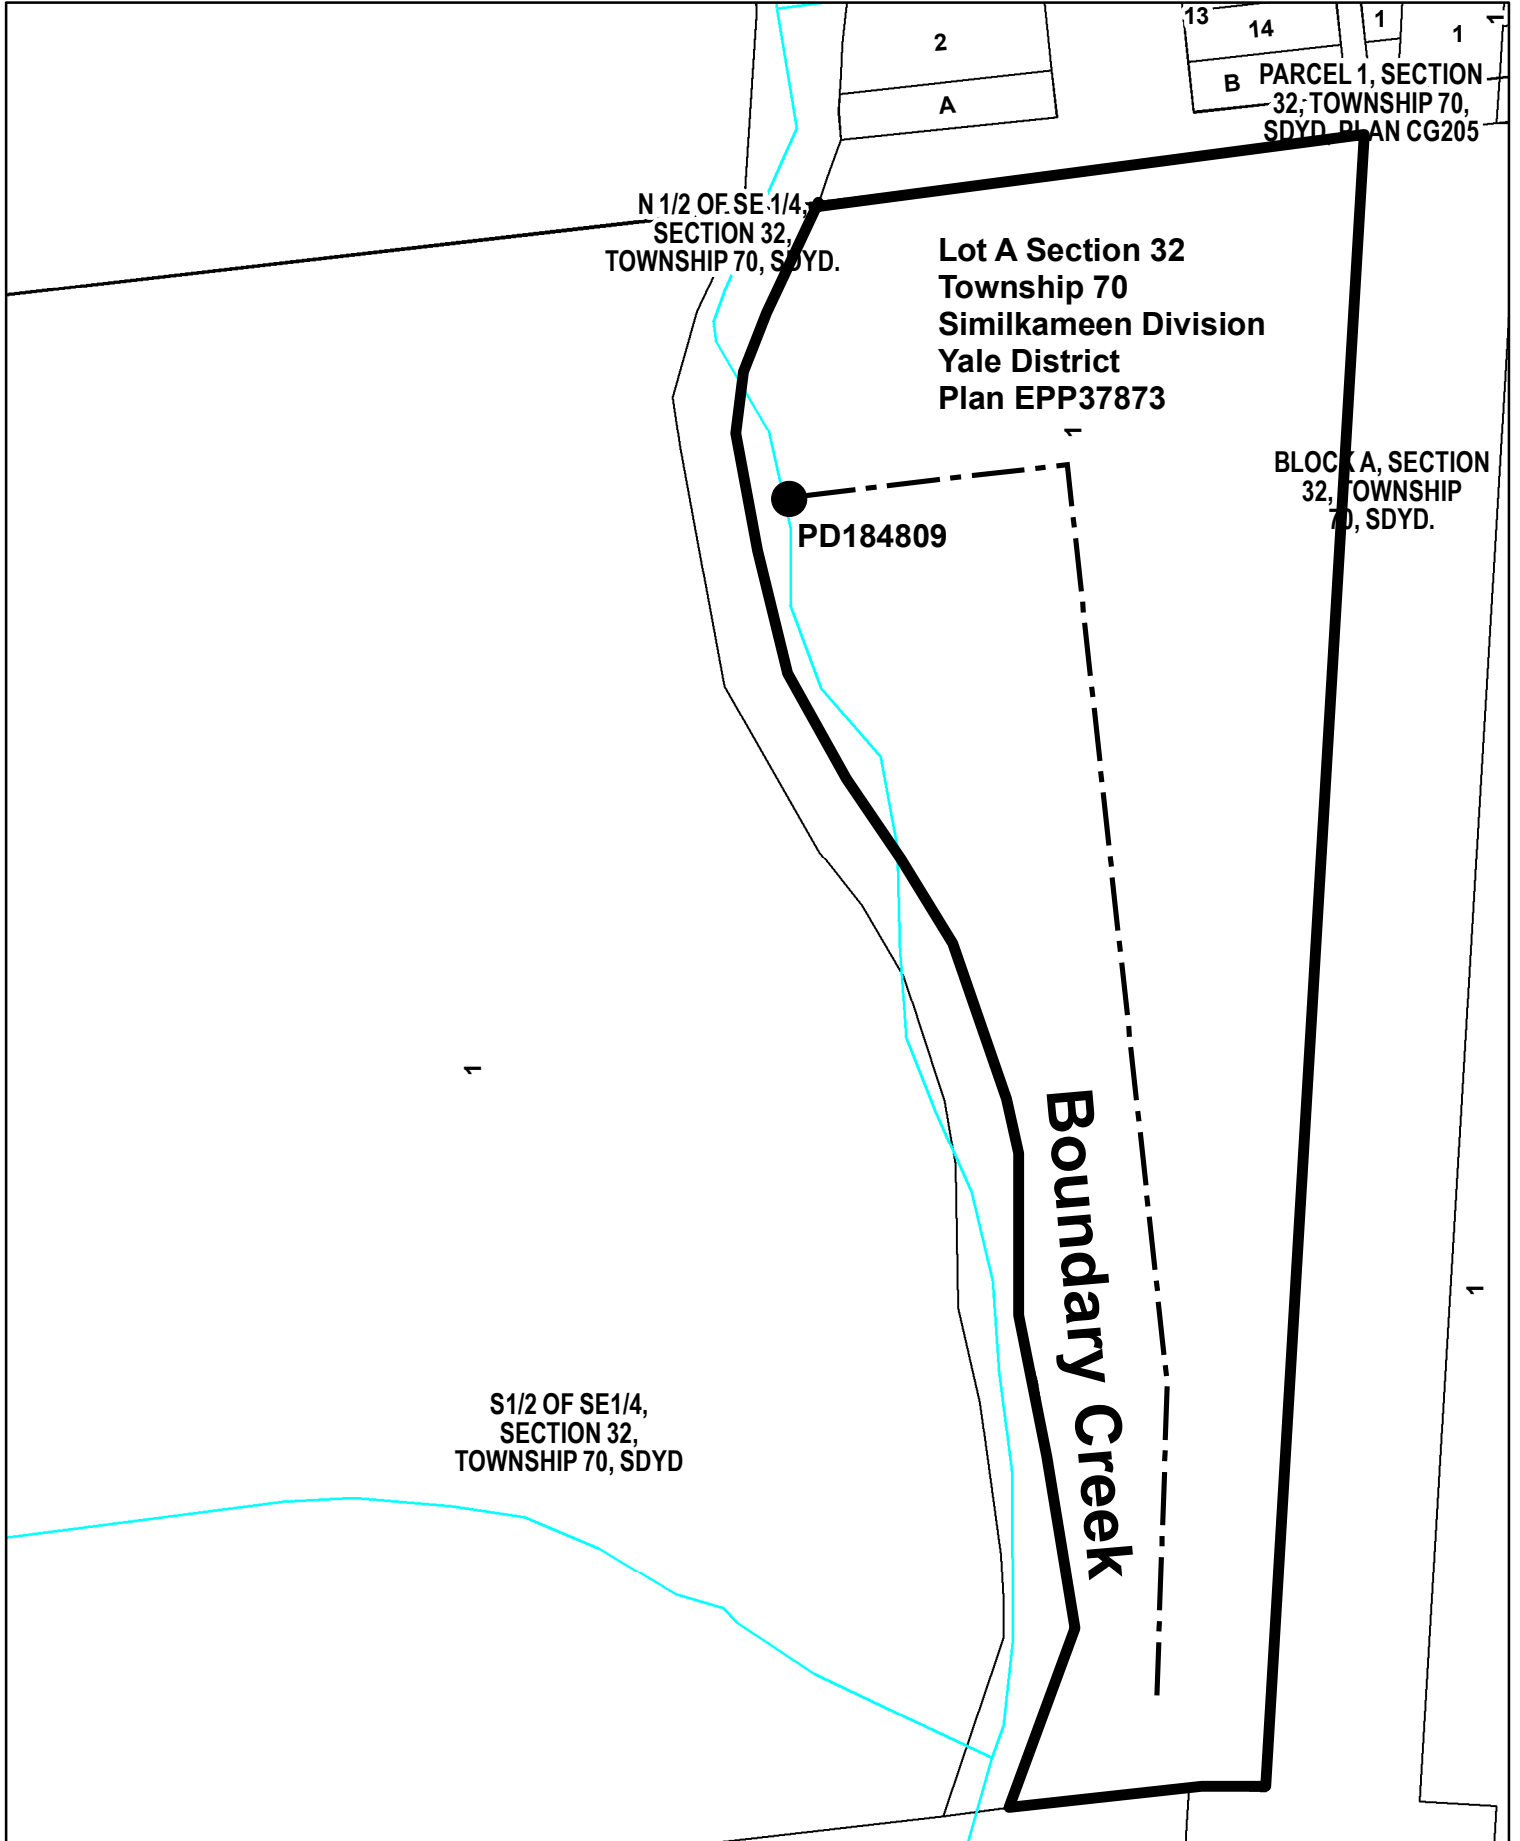 2
A
13
14
1
1
1
B
PARCEL 1, SECTION
32, TOWNSHIP 70,
SDYD, PLAN CG205
N 1/2 OF SE 1/4,
SECTION 32,
TOWNSHIP 70, SDYD.
Lot A Section 32
Township 70
Similkameen Division
Yale District
Plan EPP37873
1
BLOCK A, SECTION
32, TOWNSHIP
70, SDYD.
PD184809
1
Boundary Creek
1
S1/2 OF SE1/4,
SECTION 32,
TOWNSHIP 70, SDYD